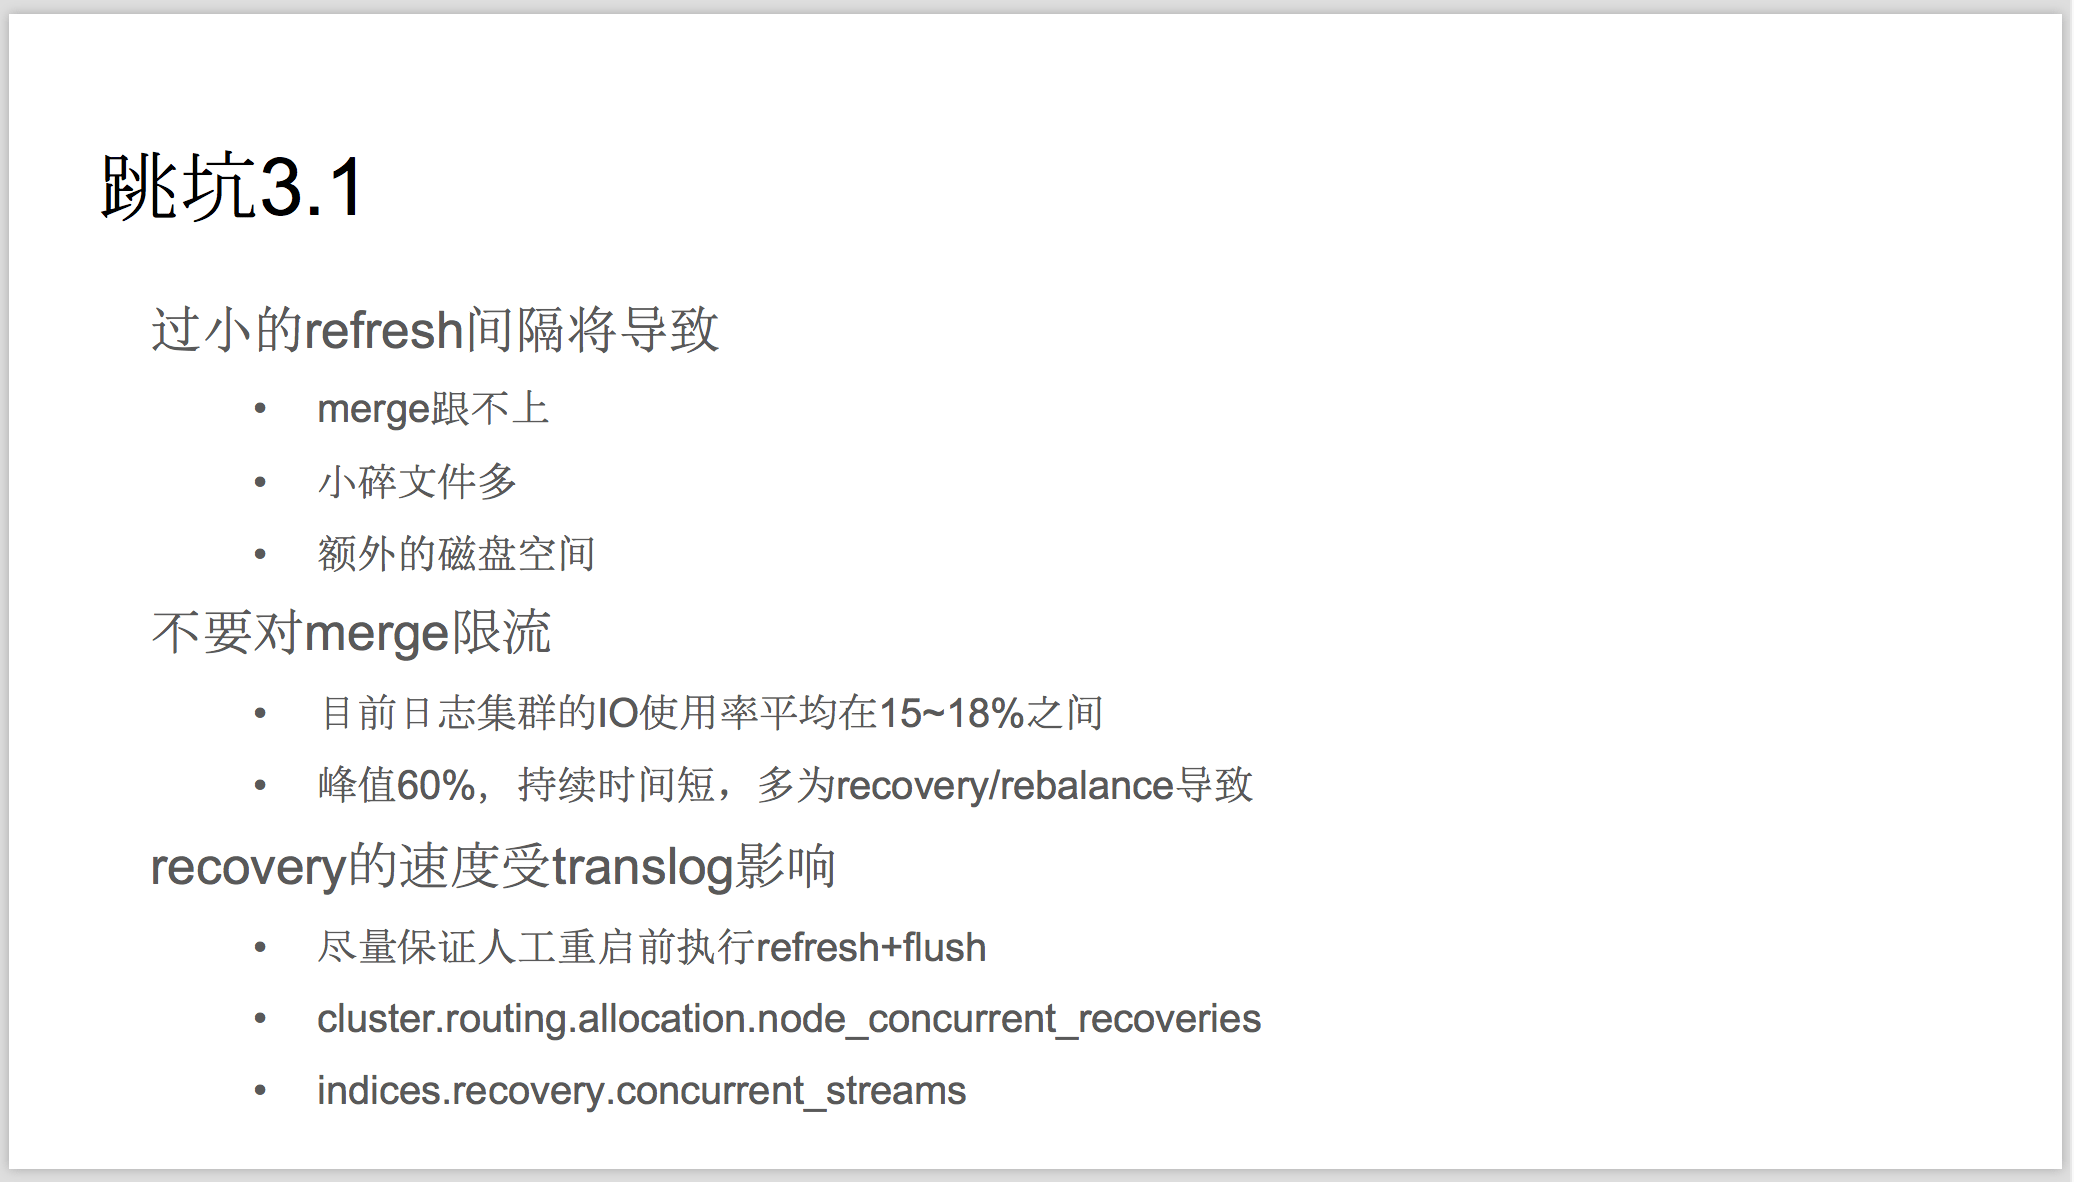 跳坑3.1
过小的refresh间隔将导致
• merge跟不上
• 小碎文件多
• 额外的磁盘空间
不要对merge限流
• 目前日志集群的IO使用率平均在15~18%之间
• 峰值60%，持续时间短，多为recovery/rebalance导致
recovery的速度受translog影响
• 尽量保证人工重启前执行refresh+flush
• cluster.routing.allocation.node_concurrent_recoveries
• indices.recovery.concurrent_streams